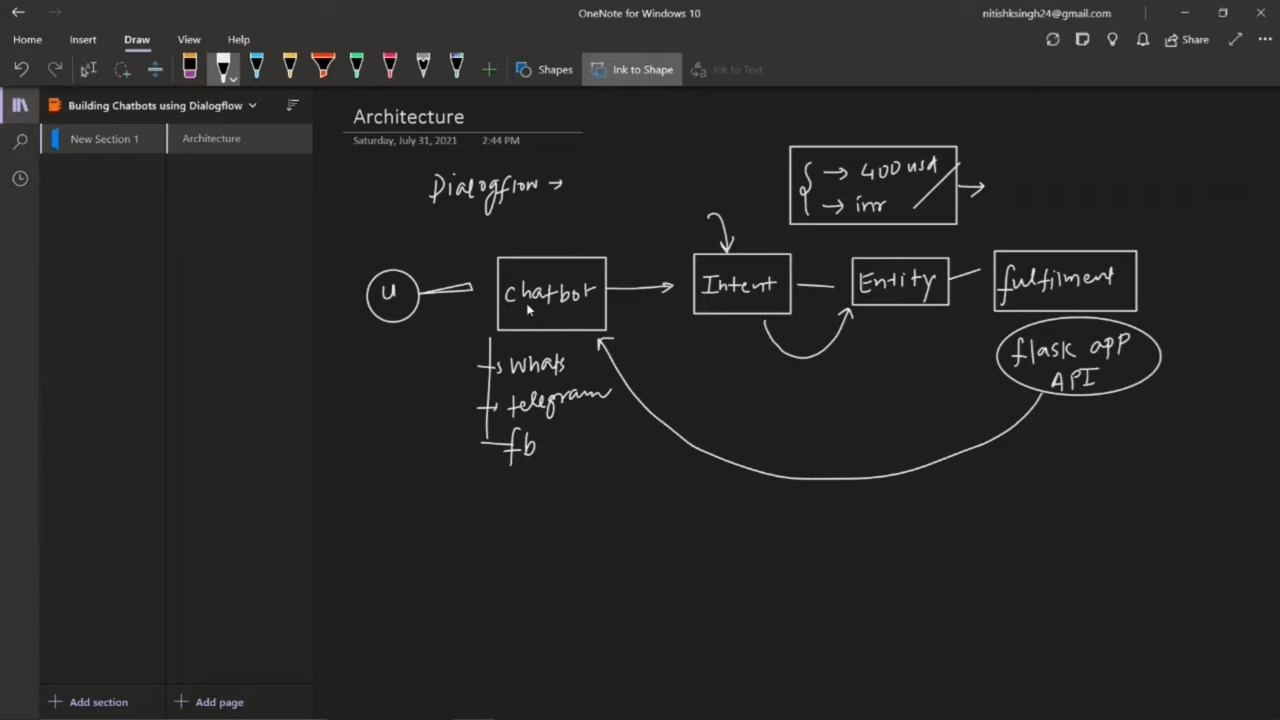 OneNote for Windows 10
nitishksingh24@gmail.com
Home Insert Draw View Help
Share
Shapes Ink to Shape Ink to Text
Building Chatbots using Dialogflow
New Section 1
Architecture
Architecture
Saturday, July 31, 2021 2:44 PM
Dialogflow →
→ 400 usd
→ inr
u
Chatbot
Intent
Entity
fulfilment
flask app
API
whats
telegram
fb
+ Add section
+ Add page